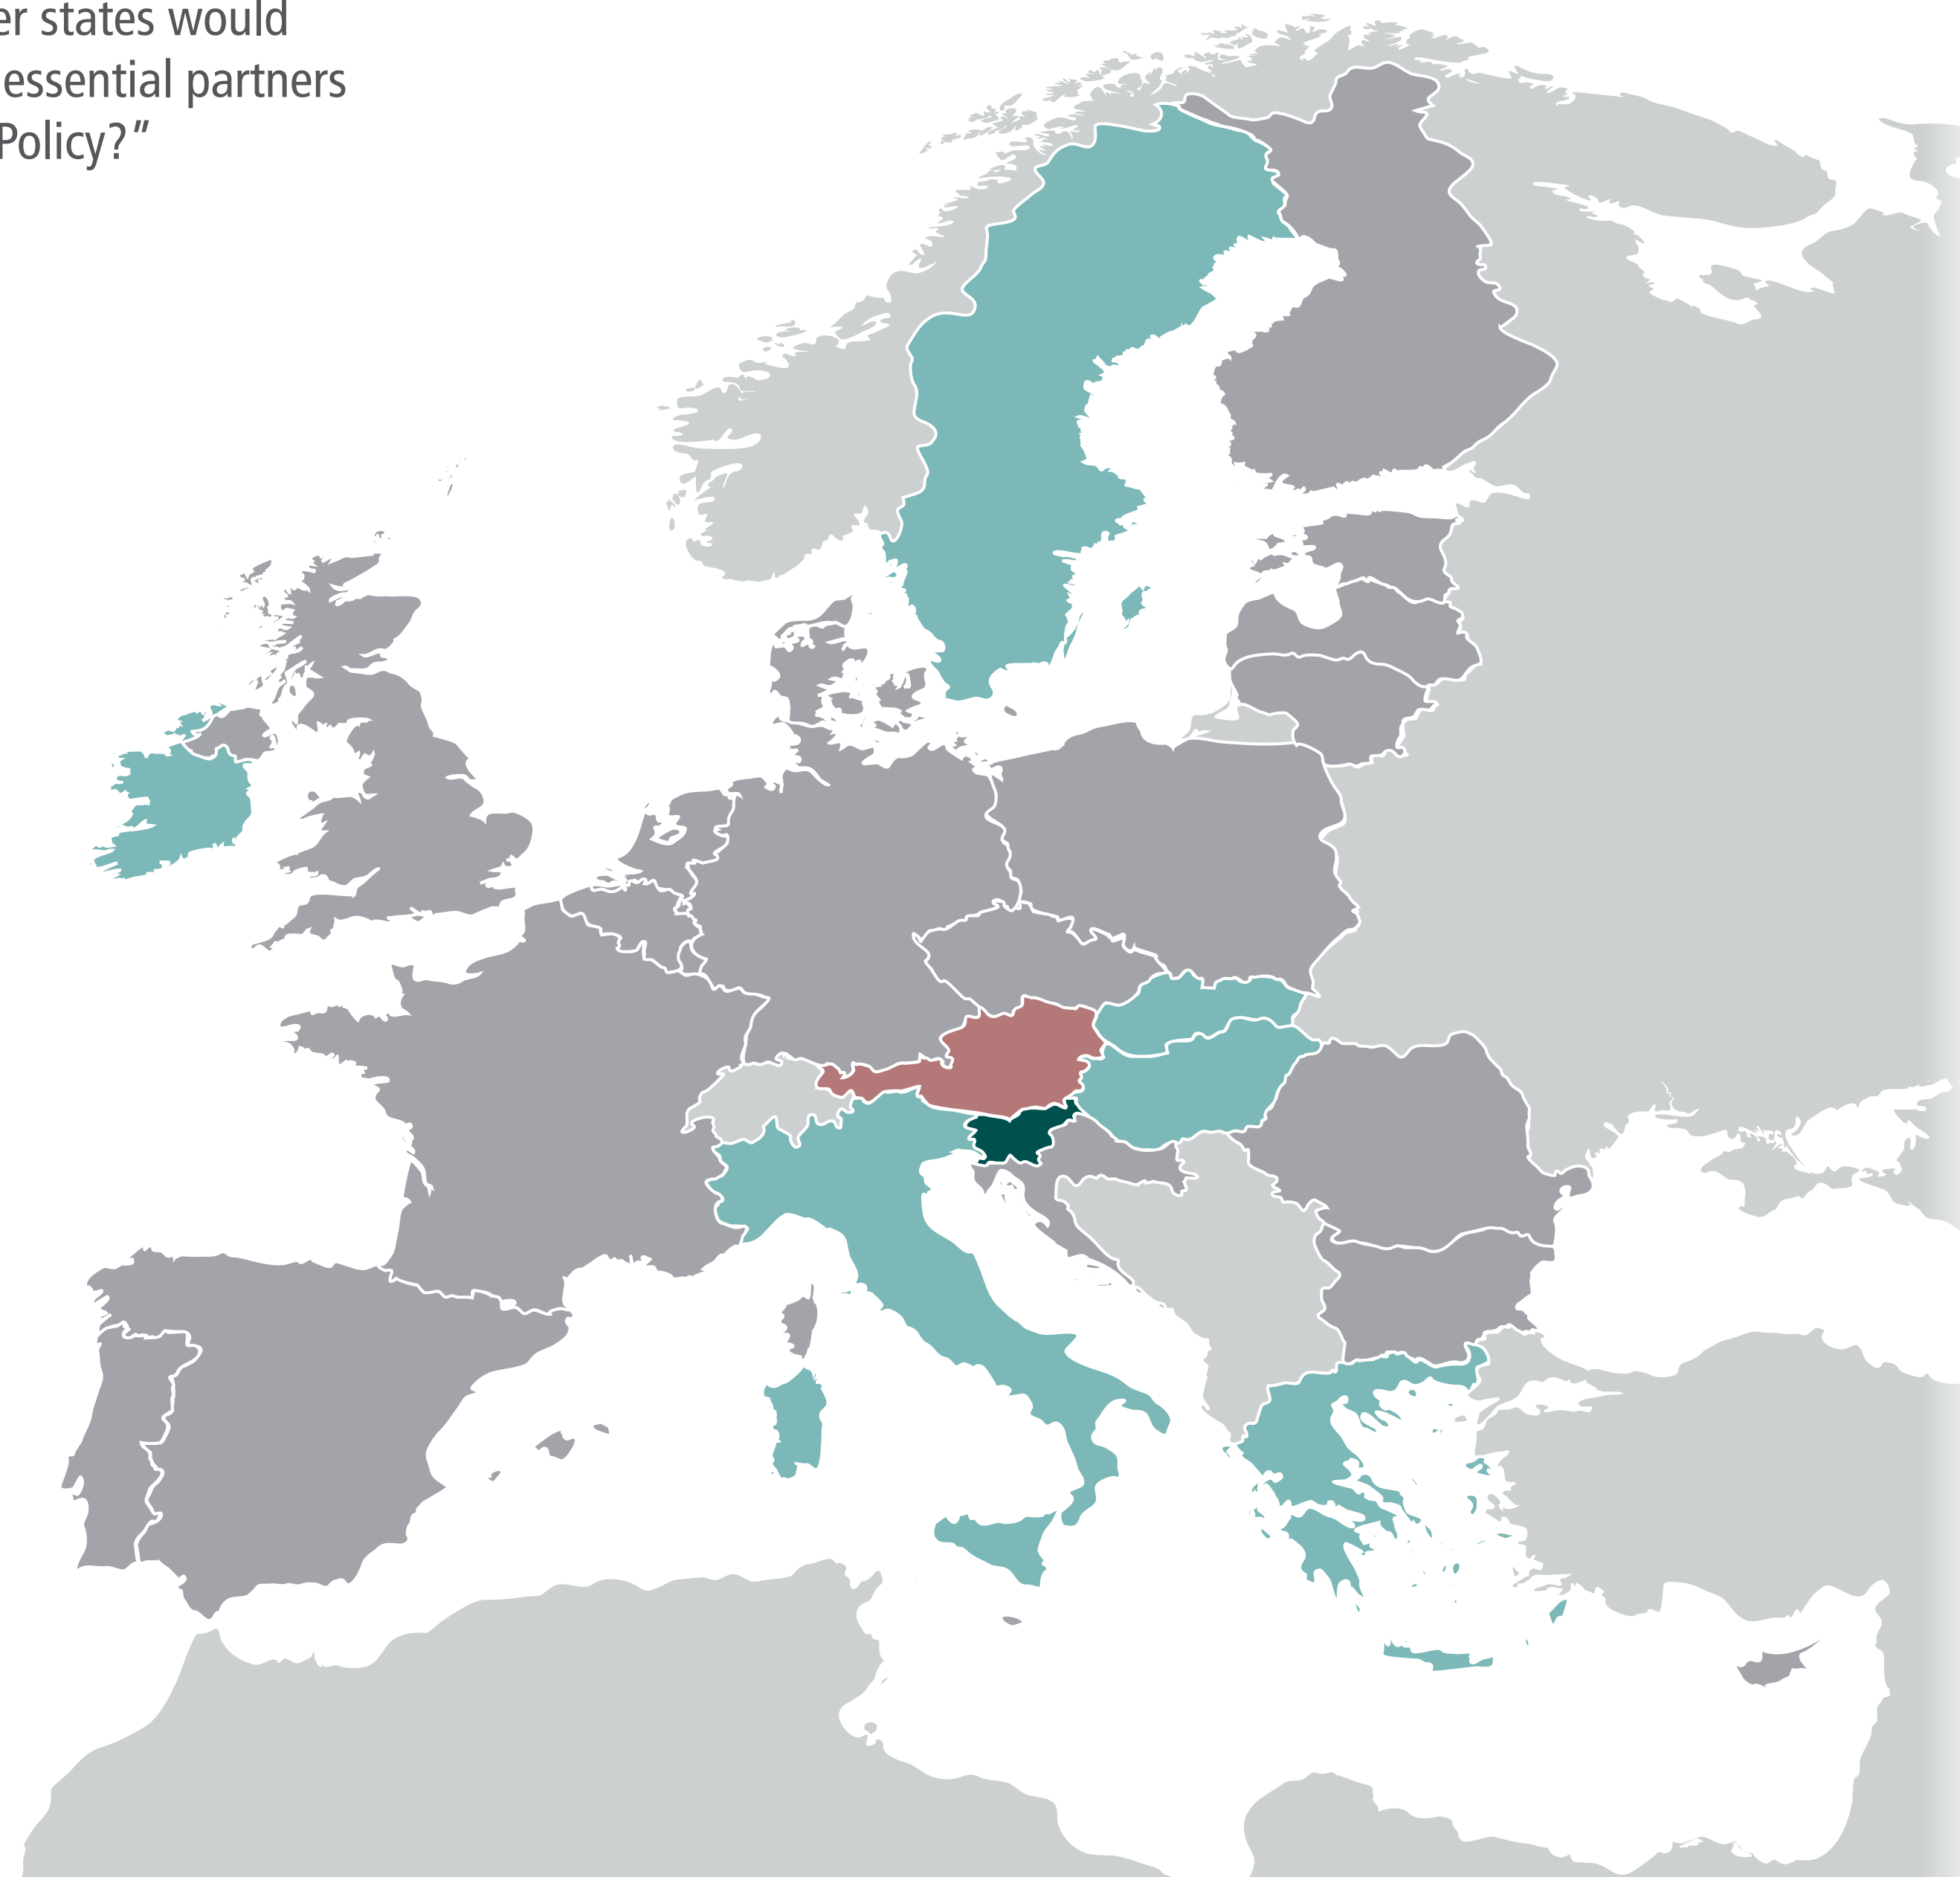 er states would
essential partners
Policy?”